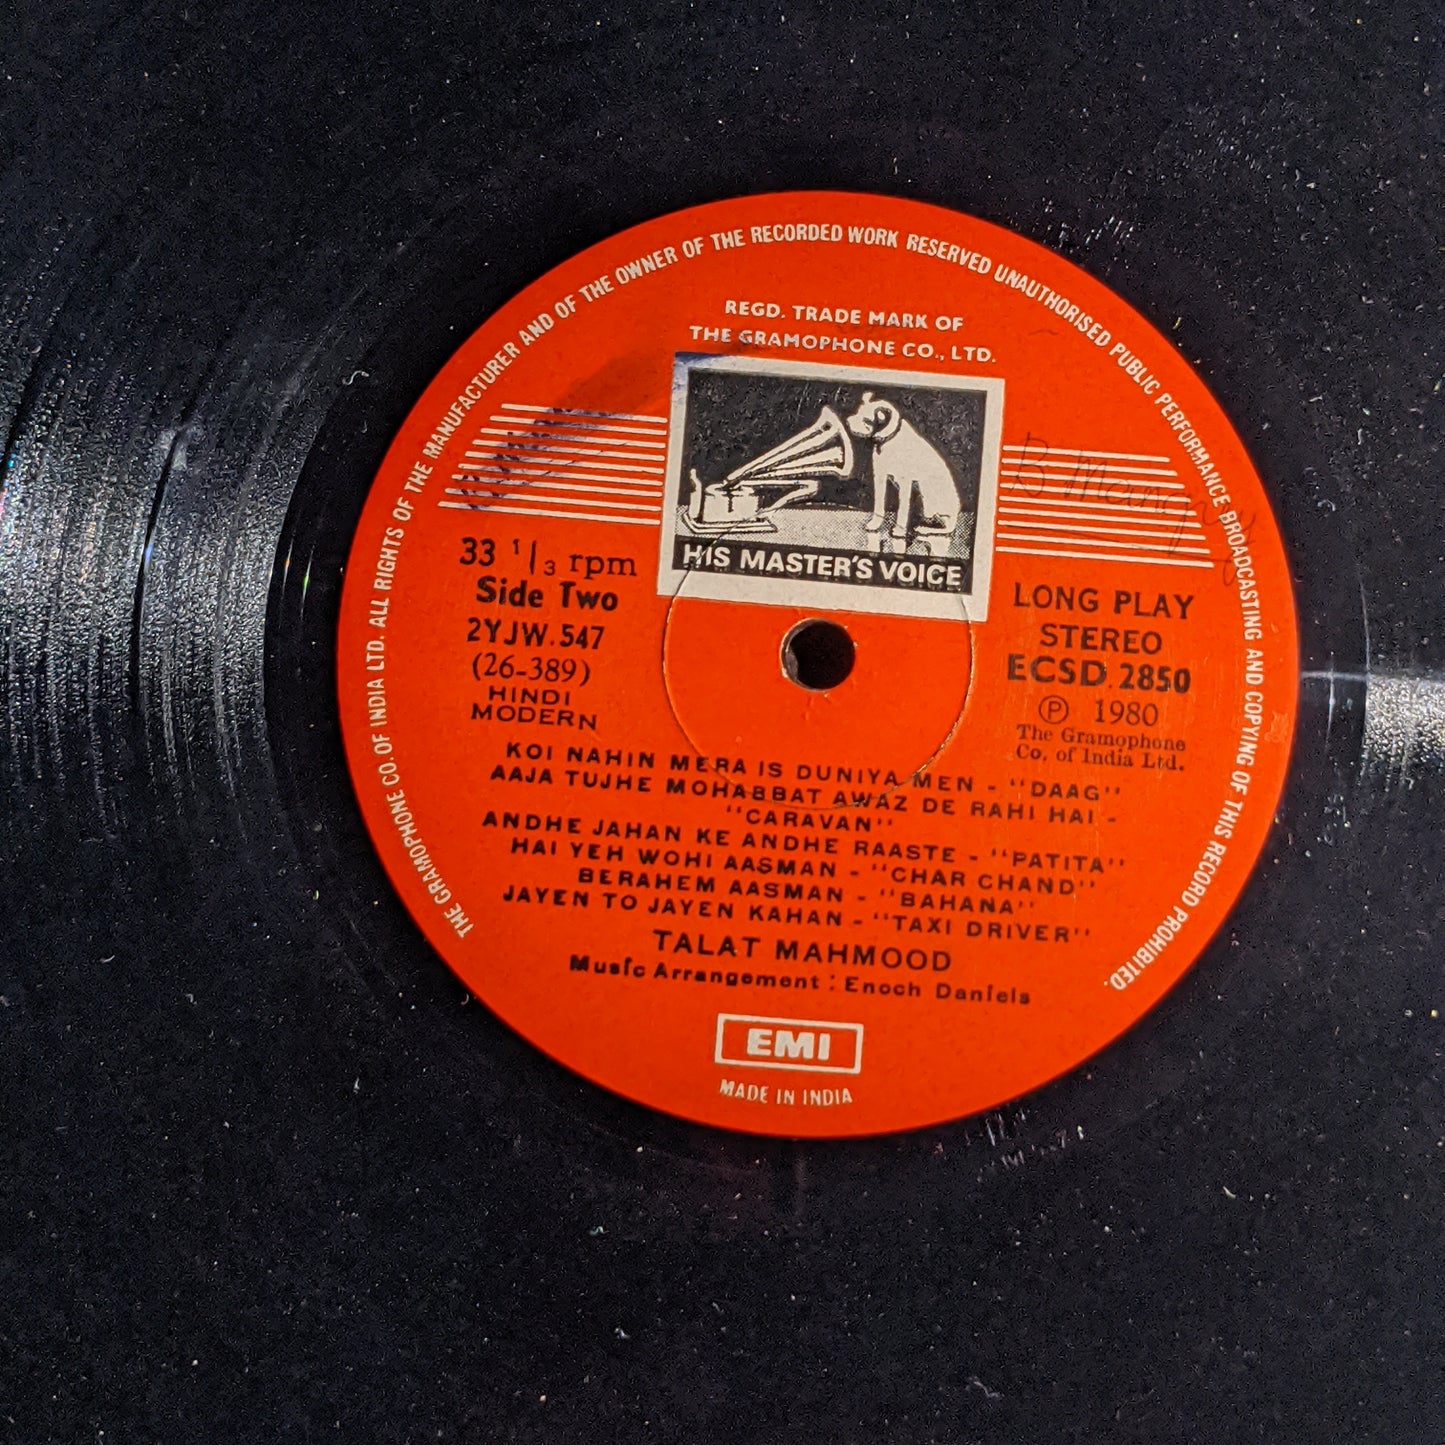 THE GRAMOPHONE CO. OF INDIA LTD. ALL RIGHTS OF THE MANUFACTURER AND OF THE OWNER OF THE RECORDED WORK RESERVED UNAUTHORISED PUBLIC PERFORMANCE BROADCASTING AND COPYING OF THIS RECORD PROHIBITED.
REGD. TRADE MARK OF
THE GRAMOPHONE CO., LTD.
HIS MASTER'S VOICE
33 1/3 rpm
Side Two
2YJW.547
(26-389)
HINDI
MODERN
LONG PLAY
STEREO
ECSD.2850
Ⓟ 1980
The Gramophone
Co. of India Ltd.
KOI NAHIN MERA IS DUNIYA MEN - "DAAG"
AAJA TUJHE MOHABBAT AWAZ DE RAHI HAI -
"CARAVAN"
ANDHE JAHAN KE ANDHE RAASTE - "PATITA"
HAI YEH WOHI AASMAN - "CHAR CHAND"
BERAHEM AASMAN - "BAHANA"
JAYEN TO JAYEN KAHAN - "TAXI DRIVER"
TALAT MAHMOOD
Music Arrangement : Enoch Daniels
EMI
MADE IN INDIA